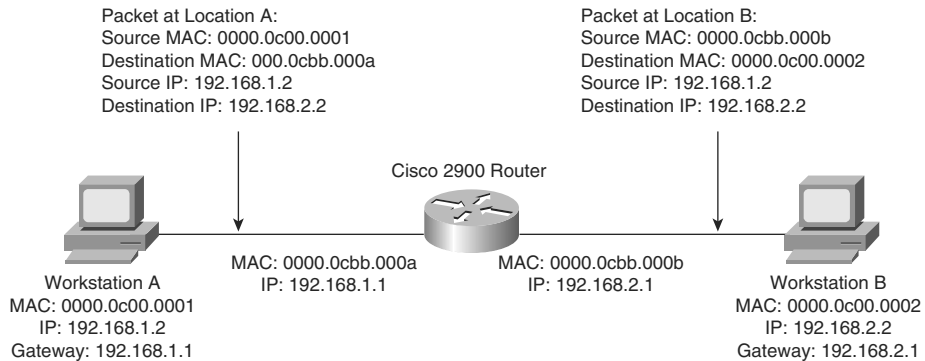 Packet at Location A:
Source MAC: 0000.0c00.0001
Destination MAC: 000.0cbb.000a
Source IP: 192.168.1.2
Destination IP: 192.168.2.2
Packet at Location B:
Source MAC: 0000.0cbb.000b
Destination MAC: 0000.0c00.0002
Source IP: 192.168.1.2
Destination IP: 192.168.2.2
Cisco 2900 Router
MAC: 0000.0cbb.000a
IP: 192.168.1.1
MAC: 0000.0cbb.000b
IP: 192.168.2.1
Workstation A
MAC: 0000.0c00.0001
IP: 192.168.1.2
Gateway: 192.168.1.1
Workstation B
MAC: 0000.0c00.0002
IP: 192.168.2.2
Gateway: 192.168.2.1